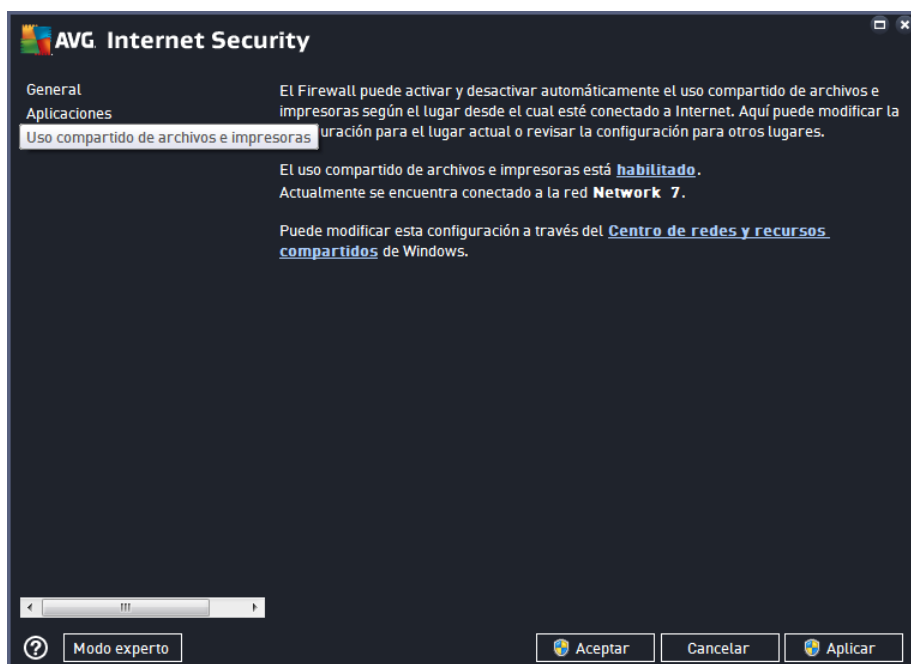 AVG. Internet Security
General
Aplicaciones
Uso compartido de archivos e impresoras
El Firewall puede activar y desactivar automáticamente el uso compartido de archivos e
impresoras según el lugar desde el cual esté conectado a Internet. Aquí puede modificar la
uración para el lugar actual o revisar la configuración para otros lugares.
El uso compartido de archivos e impresoras está habilitado.
Actualmente se encuentra conectado a la red Network 7.
Puede modificar esta configuración a través del Centro de redes y recursos
compartidos de Windows.
Modo experto
Aceptar
Cancelar
Aplicar